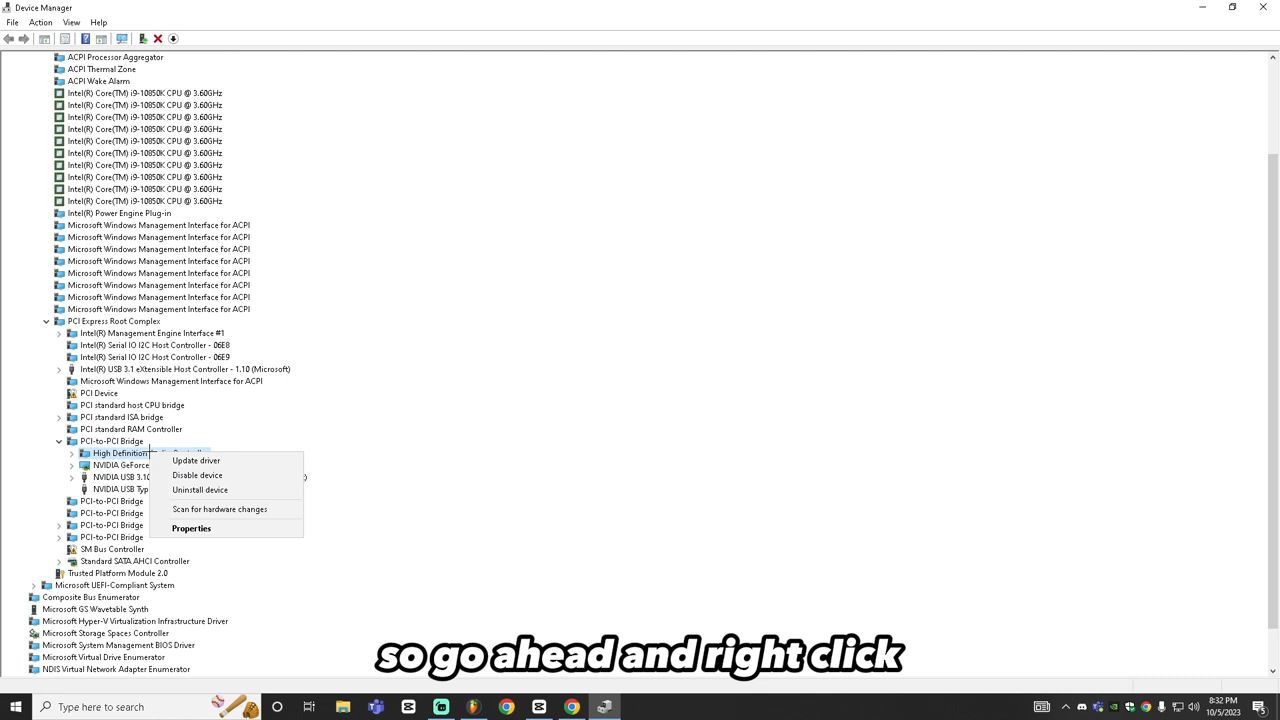 Device Manager
File Action View Help
ACPI Processor Aggregator
ACPI Thermal Zone
ACPI Wake Alarm
Intel(R) Core(TM) i9-10850K CPU @ 3.60GHz
Intel(R) Core(TM) i9-10850K CPU @ 3.60GHz
Intel(R) Core(TM) i9-10850K CPU @ 3.60GHz
Intel(R) Core(TM) i9-10850K CPU @ 3.60GHz
Intel(R) Core(TM) i9-10850K CPU @ 3.60GHz
Intel(R) Core(TM) i9-10850K CPU @ 3.60GHz
Intel(R) Core(TM) i9-10850K CPU @ 3.60GHz
Intel(R) Core(TM) i9-10850K CPU @ 3.60GHz
Intel(R) Core(TM) i9-10850K CPU @ 3.60GHz
Intel(R) Core(TM) i9-10850K CPU @ 3.60GHz
Intel(R) Power Engine Plug-in
Microsoft Windows Management Interface for ACPI
Microsoft Windows Management Interface for ACPI
Microsoft Windows Management Interface for ACPI
Microsoft Windows Management Interface for ACPI
Microsoft Windows Management Interface for ACPI
Microsoft Windows Management Interface for ACPI
Microsoft Windows Management Interface for ACPI
Microsoft Windows Management Interface for ACPI
PCI Express Root Complex
Intel(R) Management Engine Interface #1
Intel(R) Serial IO I2C Host Controller - 06E8
Intel(R) Serial IO I2C Host Controller - 06E9
Intel(R) USB 3.1 eXtensible Host Controller - 1.10 (Microsoft)
Microsoft Windows Management Interface for ACPI
PCI Device
PCI standard host CPU bridge
PCI standard ISA bridge
PCI standard RAM Controller
PCI-to-PCI Bridge
High Definition
NVIDIA GeForce
NVIDIA USB 3.10
NVIDIA USB Typ
Update driver
Disable device
Uninstall device
Scan for hardware changes
Properties
PCI-to-PCI Bridge
PCI-to-PCI Bridge
PCI-to-PCI Bridge
PCI-to-PCI Bridge
SM Bus Controller
Standard SATA AHCI Controller
Trusted Platform Module 2.0
Microsoft UEFI-Compliant System
Composite Bus Enumerator
Microsoft GS Wavetable Synth
Microsoft Hyper-V Virtualization Infrastructure Driver
Microsoft Storage Spaces Controller
Microsoft System Management BIOS Driver
Microsoft Virtual Drive Enumerator
NDIS Virtual Network Adapter Enumerator
so go ahead and right click
Type here to search
8:32 PM
10/5/2023